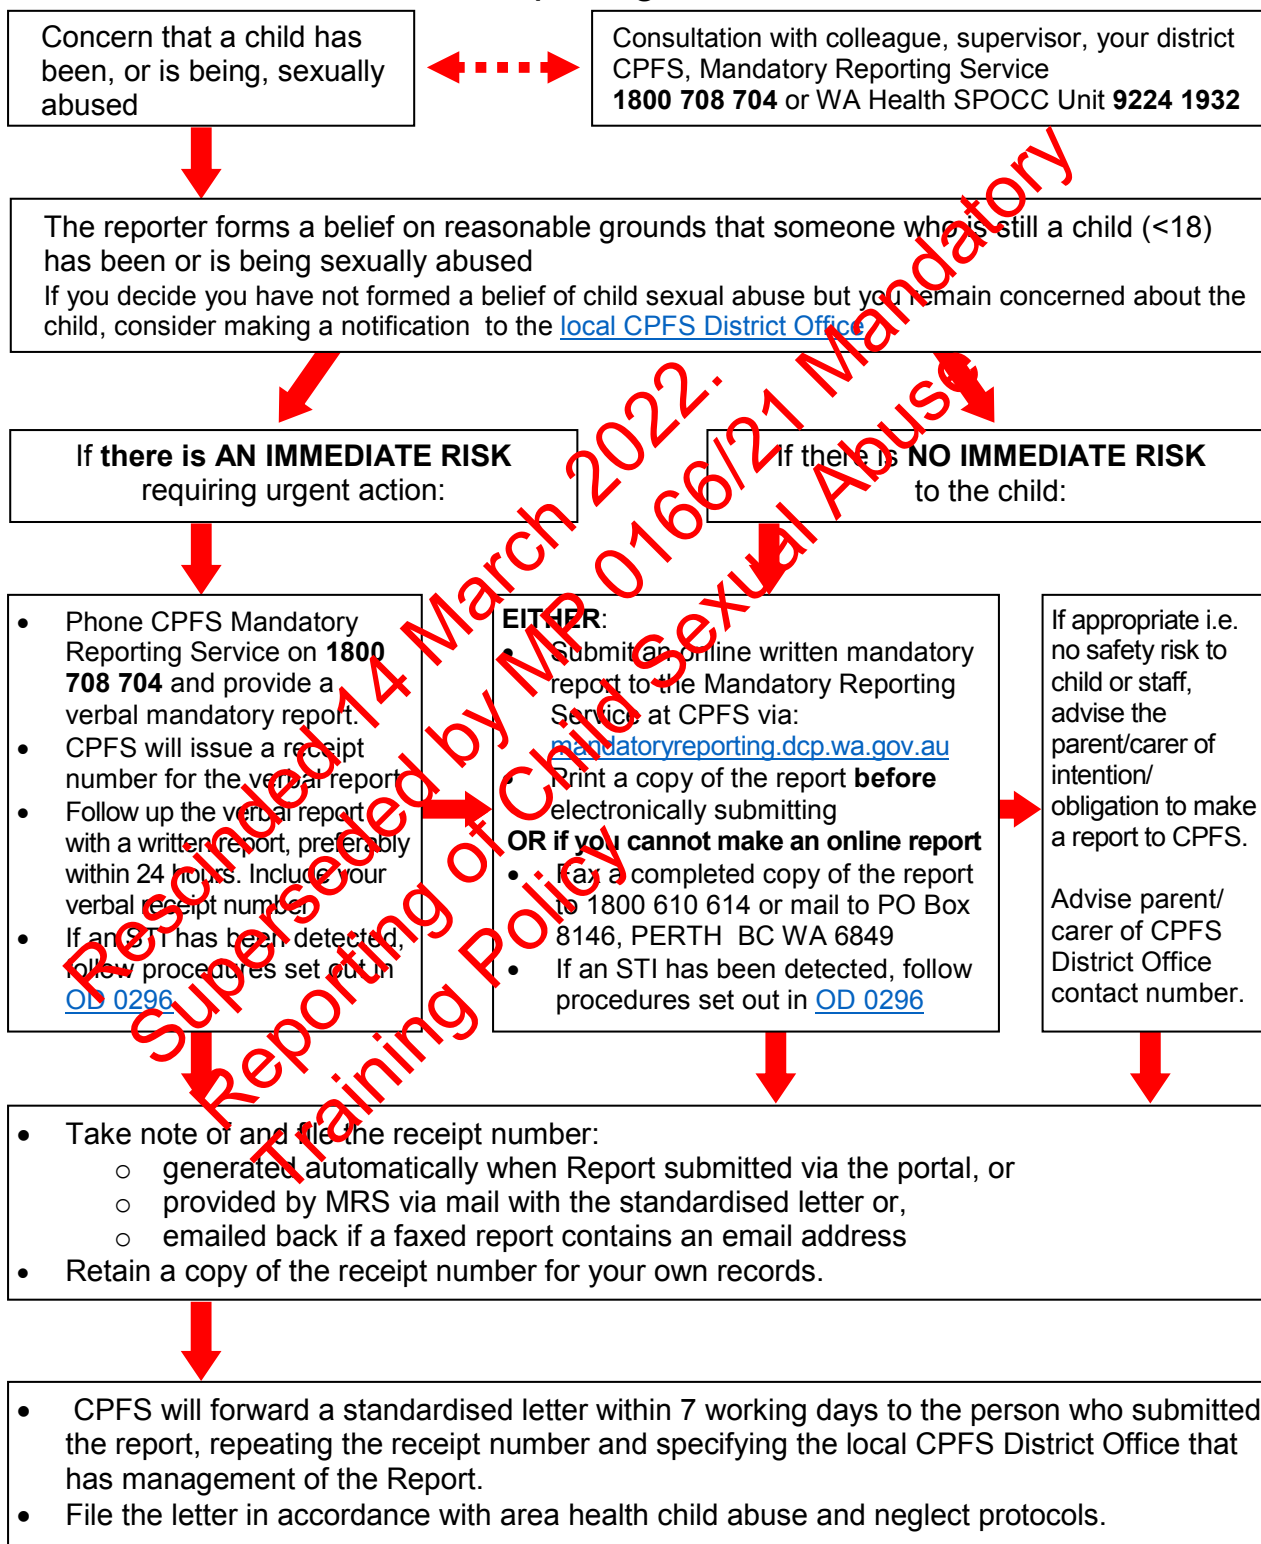 Concern that a child has
been, or is being, sexually
abused
Consultation with colleague, supervisor, your district
CPFS, Mandatory Reporting Service
1800 708 704 or WA Health SPOCC Unit 9224 1932
The reporter forms a belief on reasonable grounds that someone who is still a child (<18)
has been or is being sexually abused
If you decide you have not formed a belief of child sexual abuse but you remain concerned about the
child, consider making a notification to the local CPFS District Office
If there is AN IMMEDIATE RISK
requiring urgent action:
If there is NO IMMEDIATE RISK
to the child:
• Phone CPFS Mandatory
Reporting Service on 1800
708 704 and provide a
verbal mandatory report.
• CPFS will issue a receipt
number for the verbal report
• Follow up the verbal report
with a written report, preferably
within 24 hours. Include your
verbal receipt number
• If an STI has been detected,
follow procedures set out in
OD 0296
EITHER:
• Submit an online written mandatory
report to the Mandatory Reporting
Service at CPFS via:
mandatoryreporting.dcp.wa.gov.au
• Print a copy of the report before
electronically submitting
OR if you cannot make an online report
• Fax a completed copy of the report
to 1800 610 614 or mail to PO Box
8146, PERTH BC WA 6849
• If an STI has been detected, follow
procedures set out in OD 0296
If appropriate i.e.
no safety risk to
child or staff,
advise the
parent/carer of
intention/
obligation to make
a report to CPFS.
Advise parent/
carer of CPFS
District Office
contact number.
• Take note of and file the receipt number:
o generated automatically when Report submitted via the portal, or
o provided by MRS via mail with the standardised letter or,
o emailed back if a faxed report contains an email address
• Retain a copy of the receipt number for your own records.
• CPFS will forward a standardised letter within 7 working days to the person who submitted
the report, repeating the receipt number and specifying the local CPFS District Office that
has management of the Report.
• File the letter in accordance with area health child abuse and neglect protocols.
Rescinded 14 March 2022.
Superseded by MP 0166/21 Mandatory
Reporting of Child Sexual Abuse
Training Policy